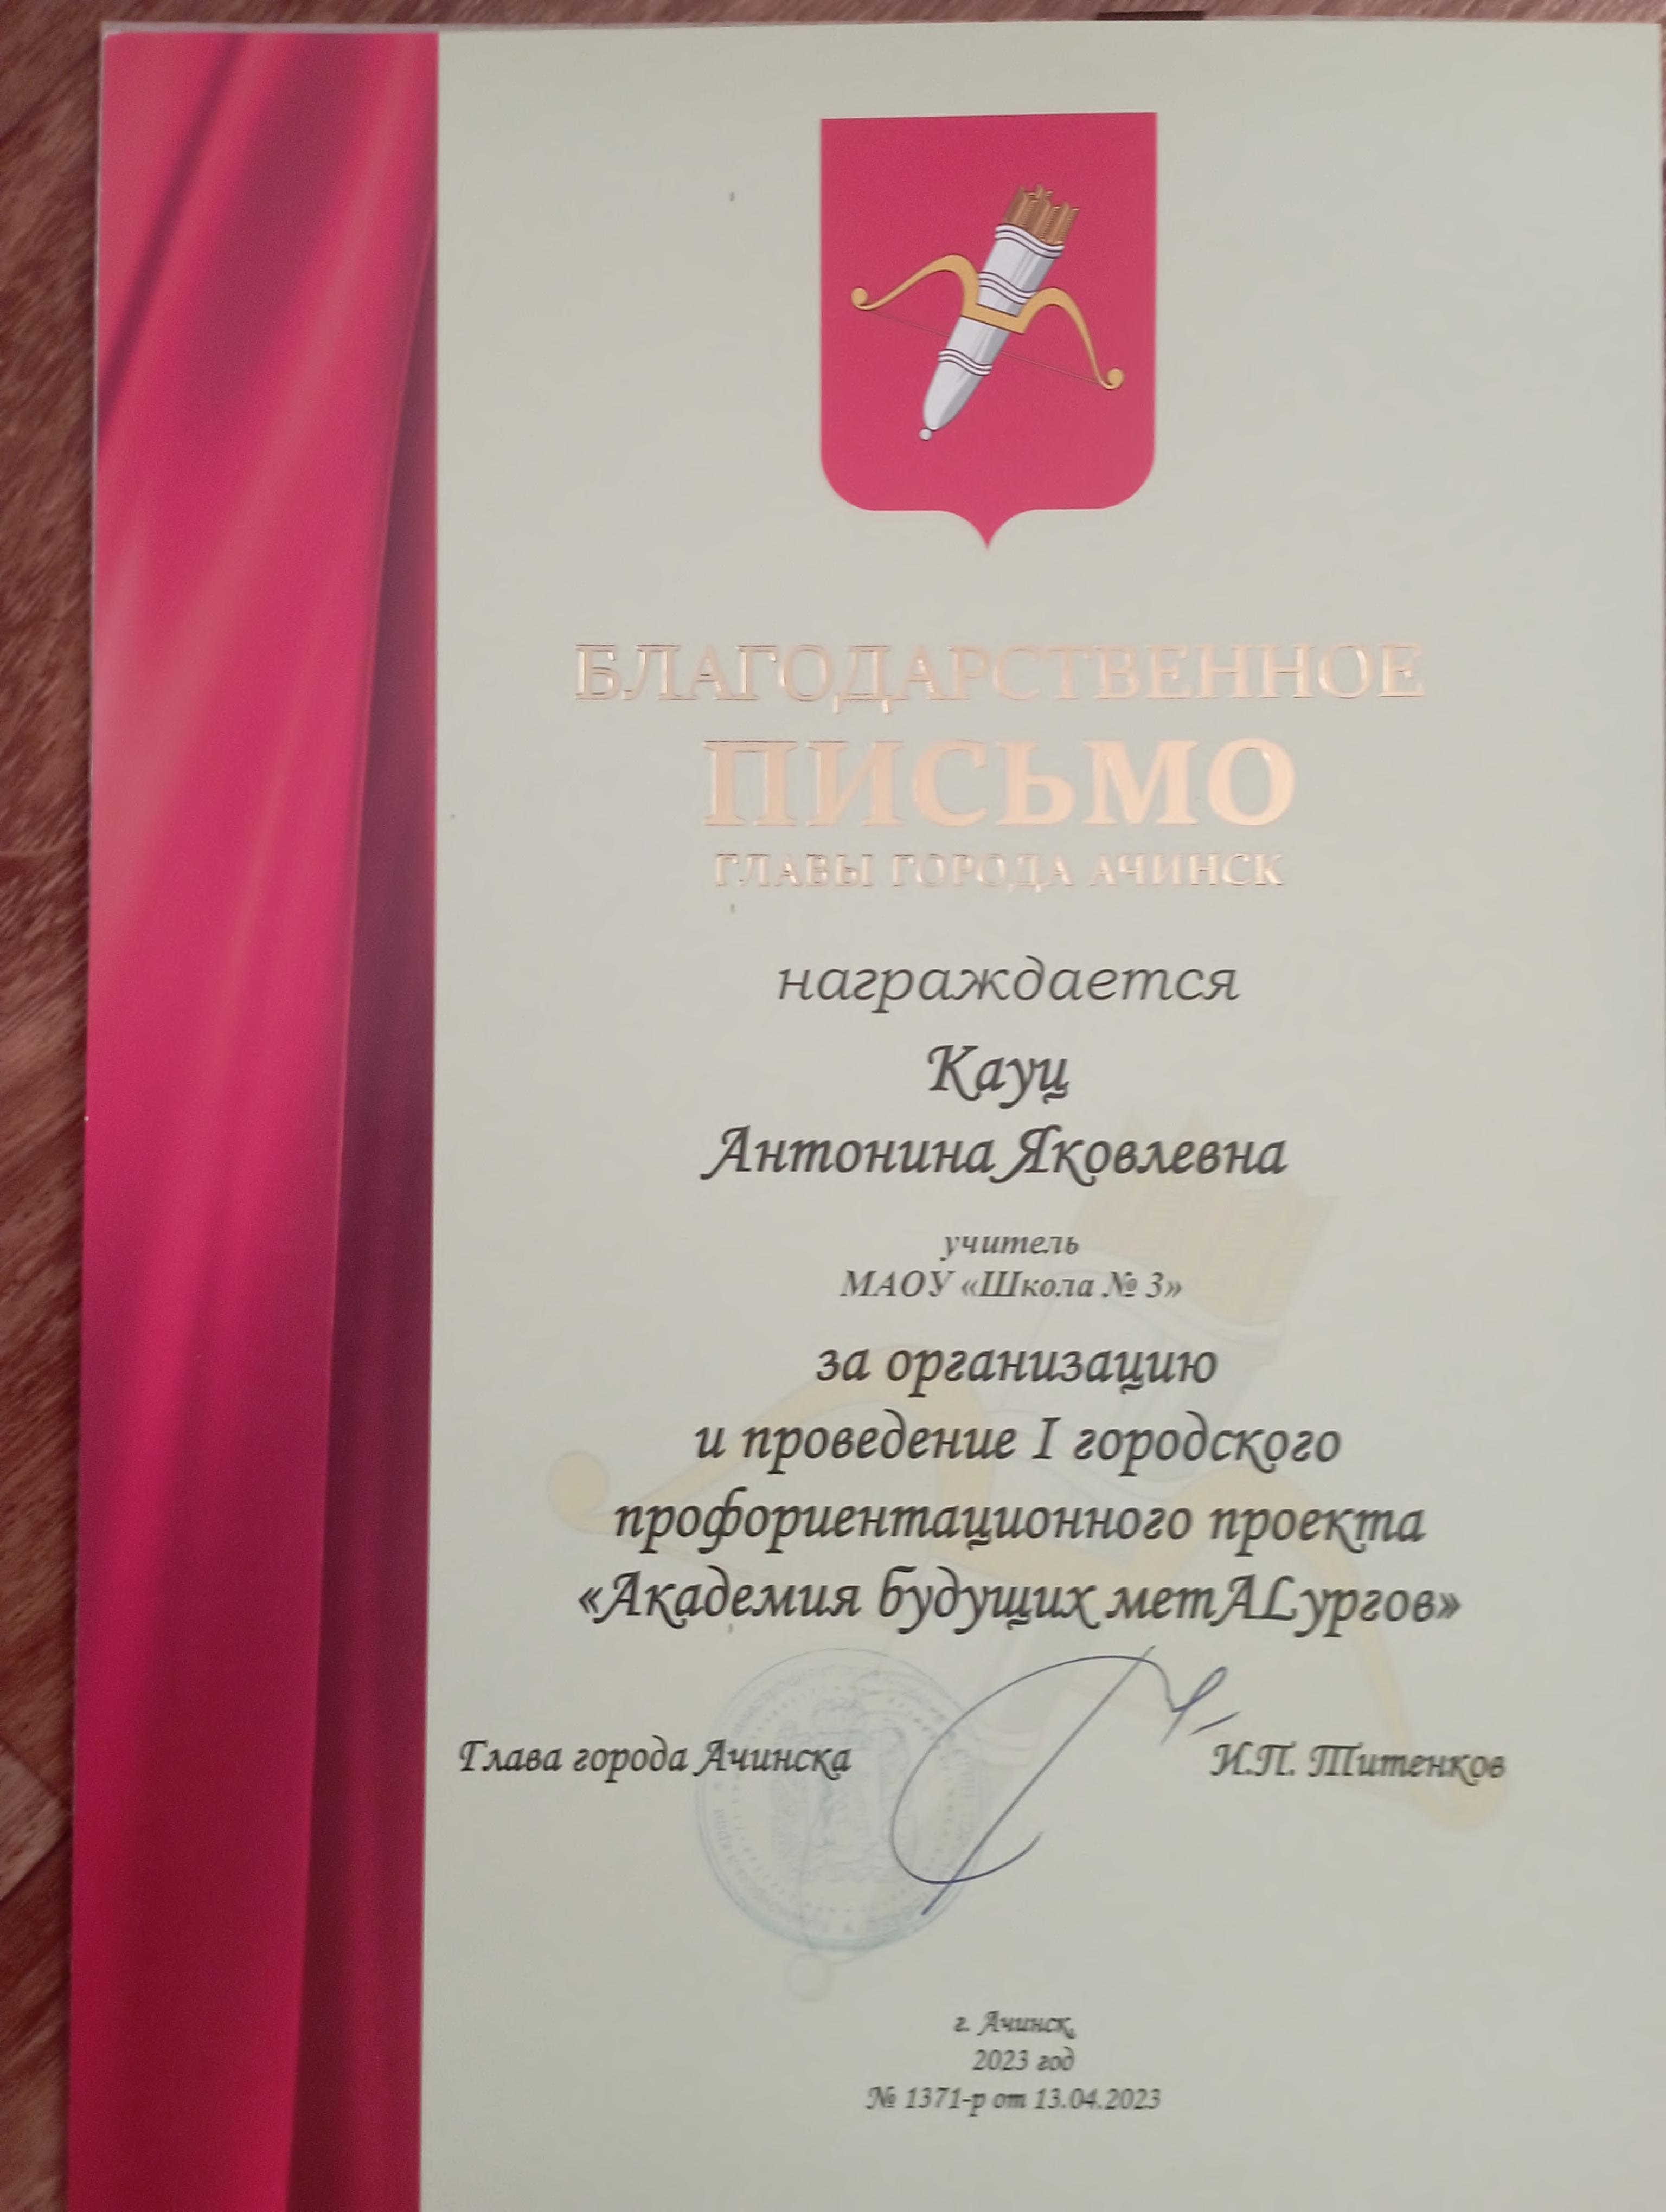 БЛАГОДАРСТВЕННОЕ
ПИСЬМО
ГЛАВЫ ГОРОДА АЧИНСК
награждается
Кауц
Антонина Яковлевна
учитель
МАОУ «Школа № 3»
за организацию
и проведение I городского
профориентационного проекта
«Академия будущих метALургов»
Глава города Ачинска И.П. Титенков
г. Ачинск
2023 год
№ 1371-р от 13.04.2023